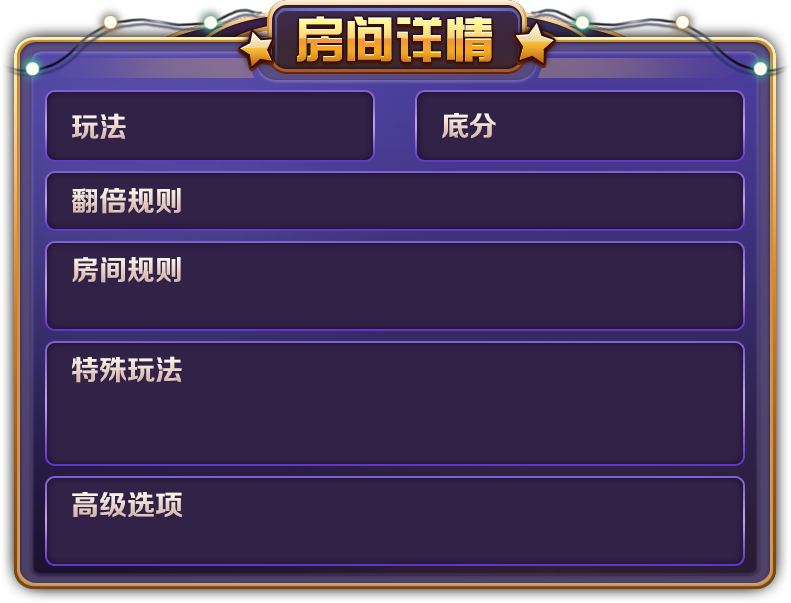 房间详情
玩法
底分
翻倍规则
房间规则
特殊玩法
高级选项